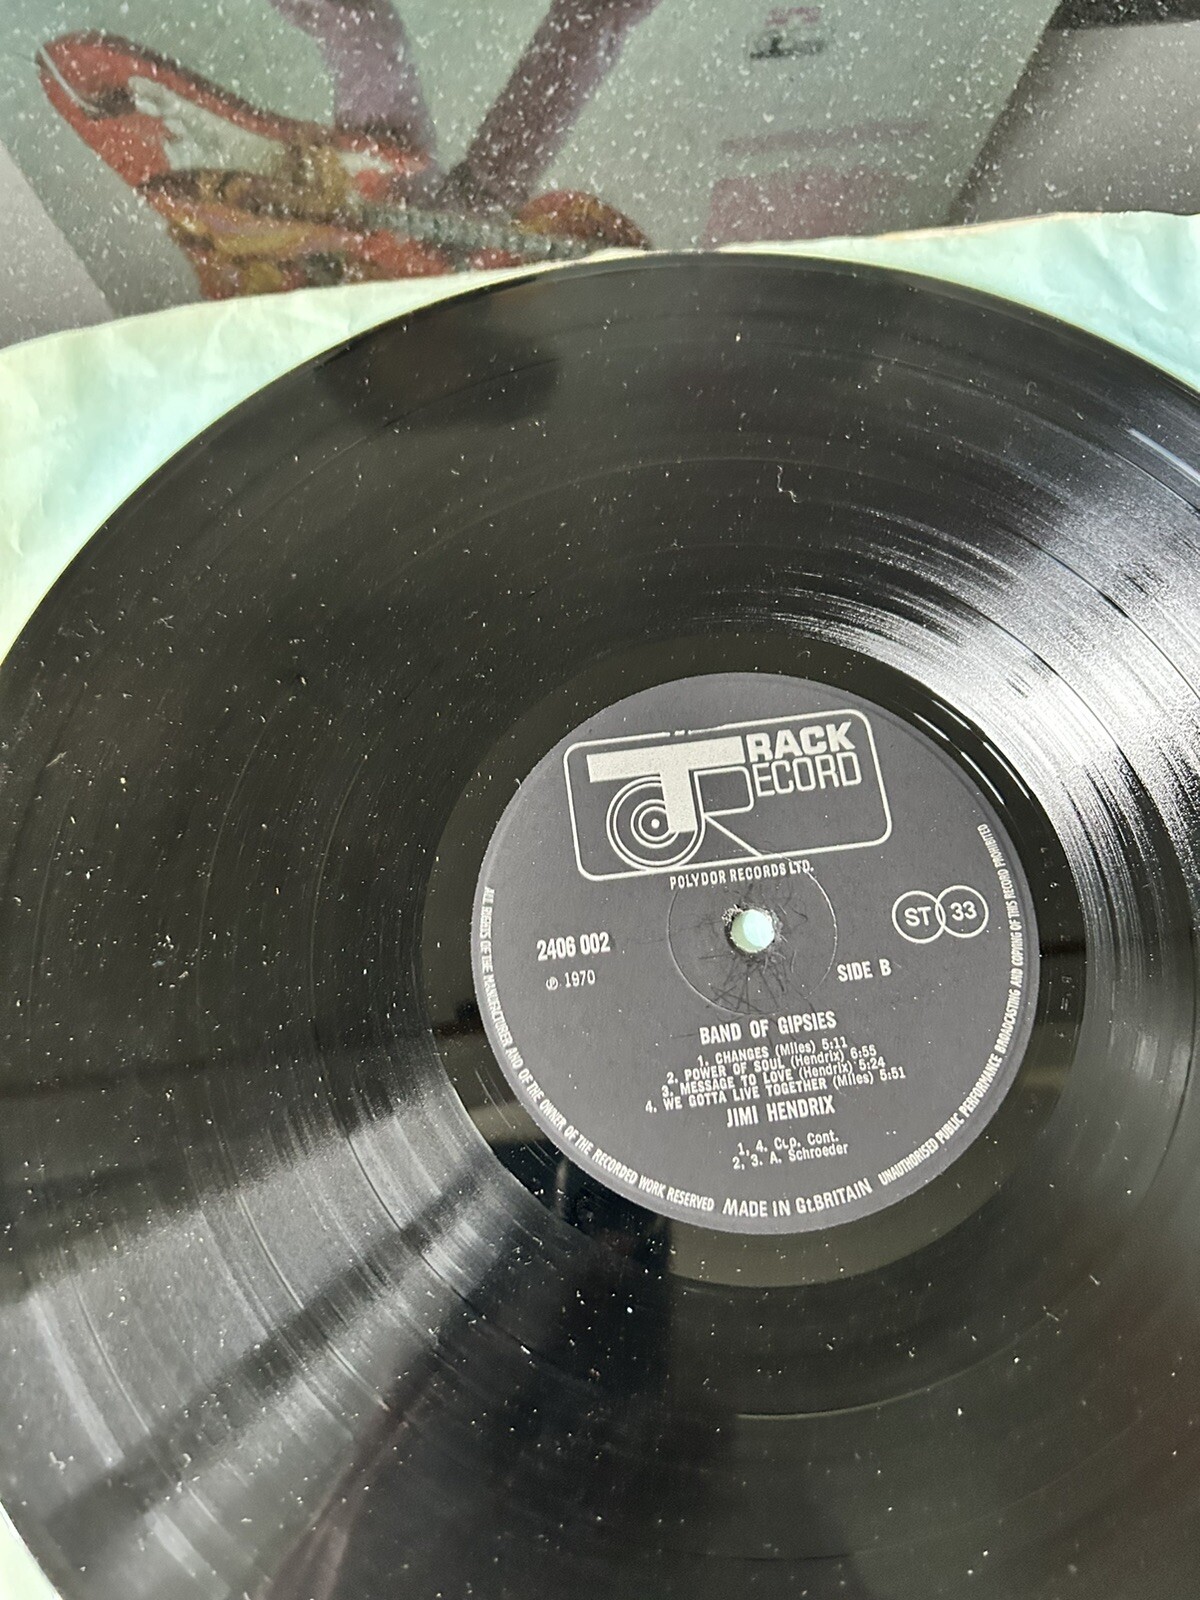 TRACK
RECORD
POLYDOR RECORDS LTD.
ST 33
2406 002
SIDE B
℗ 1970
BAND OF GIPSIES
1. CHANGES (Miles) 5:11
2. POWER OF SOUL (Hendrix) 6:55
3. MESSAGE TO LOVE (Hendrix) 5:24
4. WE GOTTA LIVE TOGETHER (Miles) 5:51
JIMI HENDRIX
1, 4. Cop. Cont.
2, 3. A. Schroeder
ALL RIGHTS OF THE MANUFACTURER AND OF THE OWNER OF THE RECORDED WORK RESERVED MADE IN Gt.BRITAIN UNAUTHORISED PUBLIC PERFORMANCE BROADCASTING AND COPYING OF THIS RECORD PROHIBITED